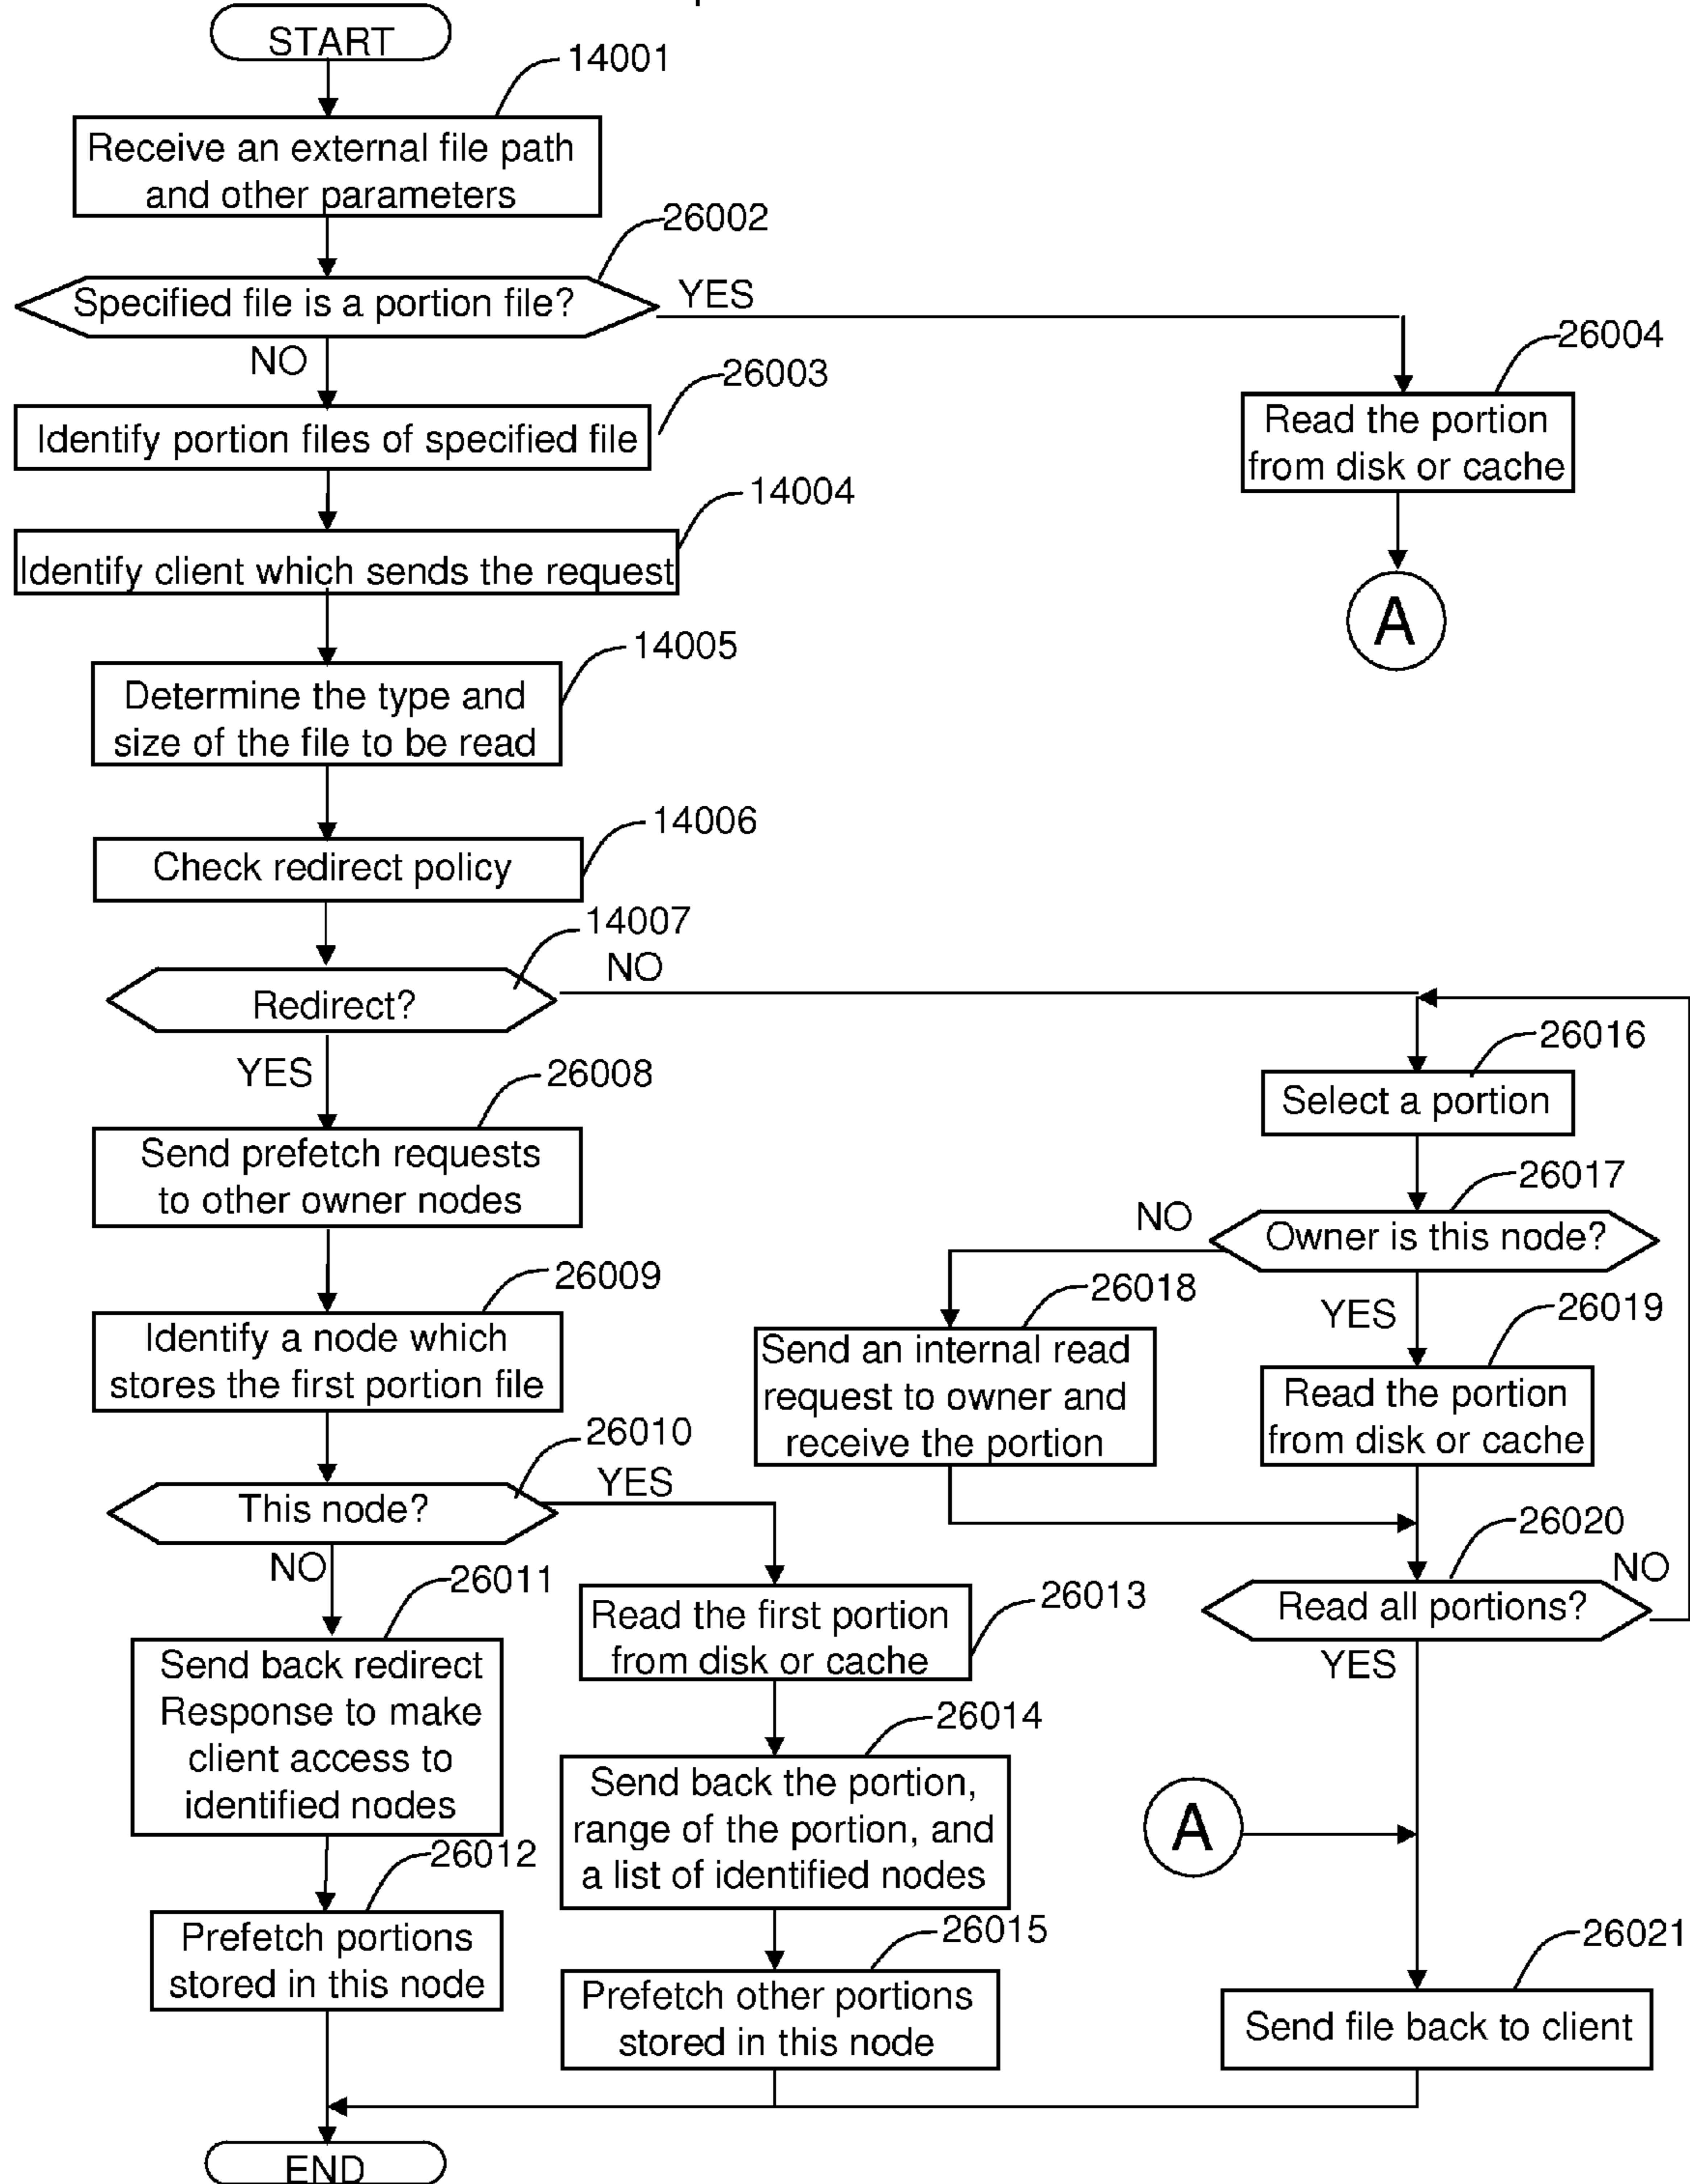 START
14001
Receive an external file path
and other parameters
26002
Specified file is a portion file?
YES
NO
26003
26004
Read the portion
from disk or cache
Identify portion files of specified file
14004
Identify client which sends the request
A
14005
Determine the type and
size of the file to be read
14006
Check redirect policy
14007
NO
Redirect?
YES
26008
Send prefetch requests
to other owner nodes
26009
Identify a node which
stores the first portion file
26010
This node?
YES
NO
26011
Send back redirect
Response to make
client access to
identified nodes
26012
Prefetch portions
stored in this node
26013
Read the first portion
from disk or cache
26014
Send back the portion,
range of the portion, and
a list of identified nodes
26015
Prefetch other portions
stored in this node
26016
Select a portion
26017
Owner is this node?
NO
YES
26018
Send an internal read
request to owner and
receive the portion
26019
Read the portion
from disk or cache
26020
Read all portions?
NO
YES
A
26021
Send file back to client
END